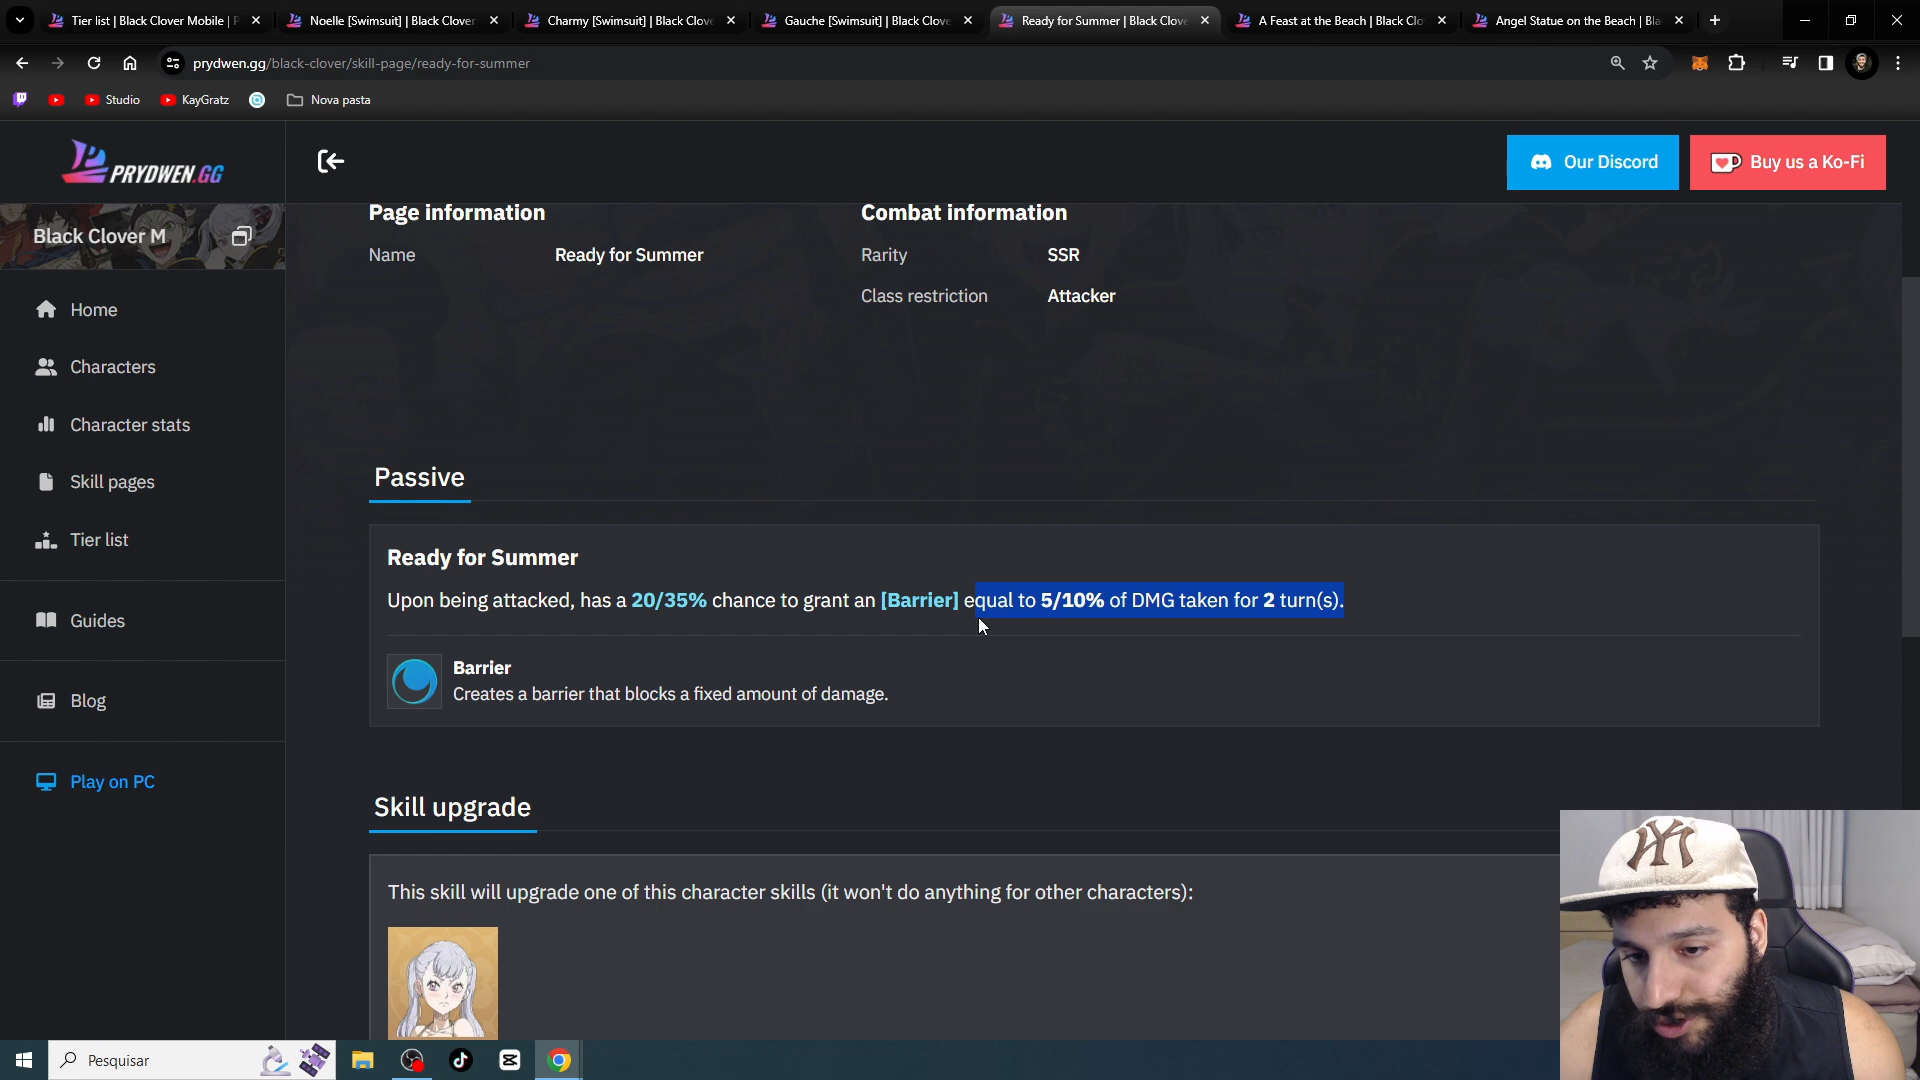 Tier list | Black Clover Mobile | P
Noelle [Swimsuit] | Black Clover
Charmy [Swimsuit] | Black Clove
Gauche [Swimsuit] | Black Clove
Ready for Summer | Black Clove
A Feast at the Beach | Black Clo
Angel Statue on the Beach | Bla
prydwen.gg/black-clover/skill-page/ready-for-summer
Studio
KayGratz
Nova pasta
PRYDWEN.GG
Our Discord
Buy us a Ko-Fi
Black Clover M
Home
Characters
Character stats
Skill pages
Tier list
Guides
Blog
Play on PC
Page information
Name Ready for Summer
Combat information
Rarity SSR
Class restriction Attacker
Passive
Ready for Summer
Upon being attacked, has a 20/35% chance to grant an [Barrier] equal to 5/10% of DMG taken for 2 turn(s).
Barrier
Creates a barrier that blocks a fixed amount of damage.
Skill upgrade
This skill will upgrade one of this character skills (it won't do anything for other characters):
Pesquisar